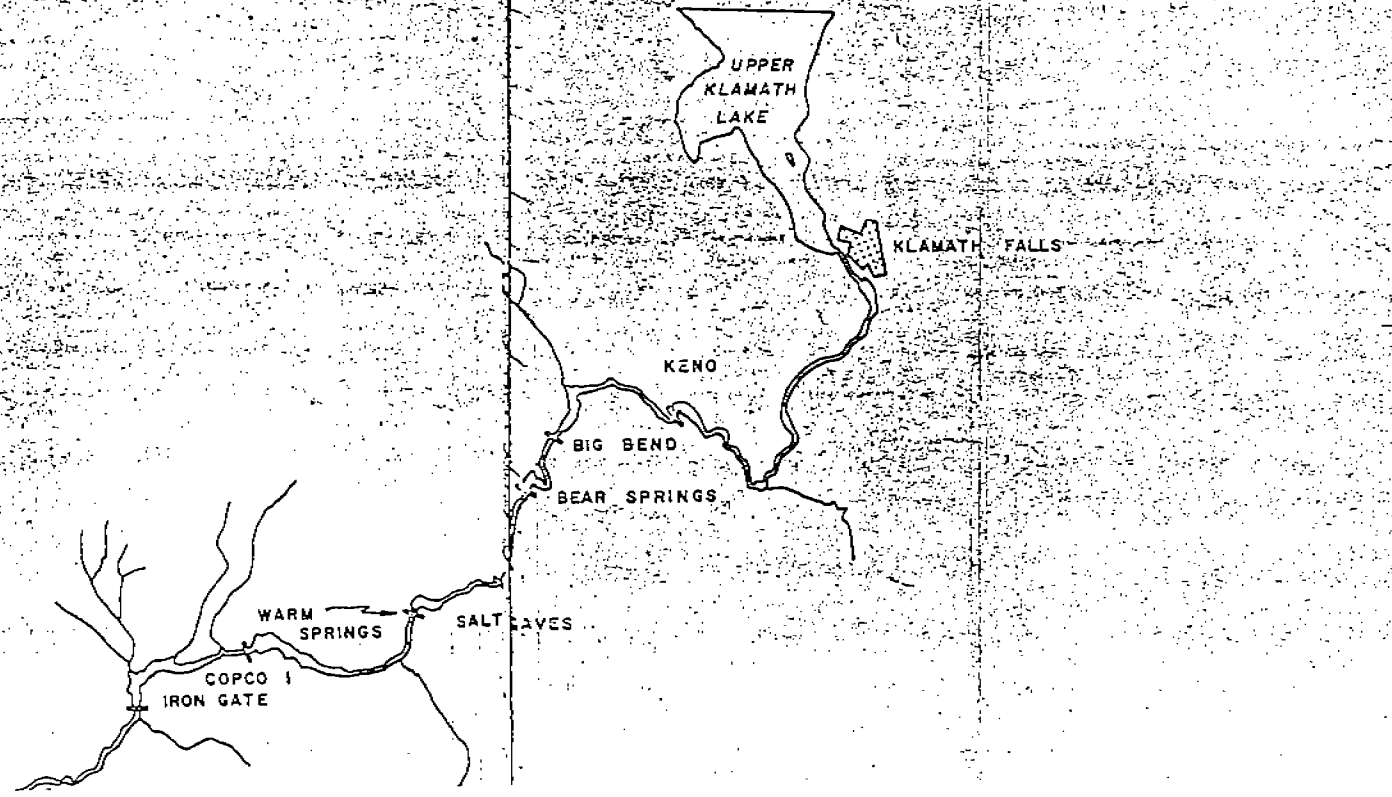 UPPER
KLAMATH
LAKE
KLAMATH FALLS
KENO
BIG BEND
BEAR SPRINGS
WARM
SPRINGS
SALT CAVES
COPCO 1
IRON GATE